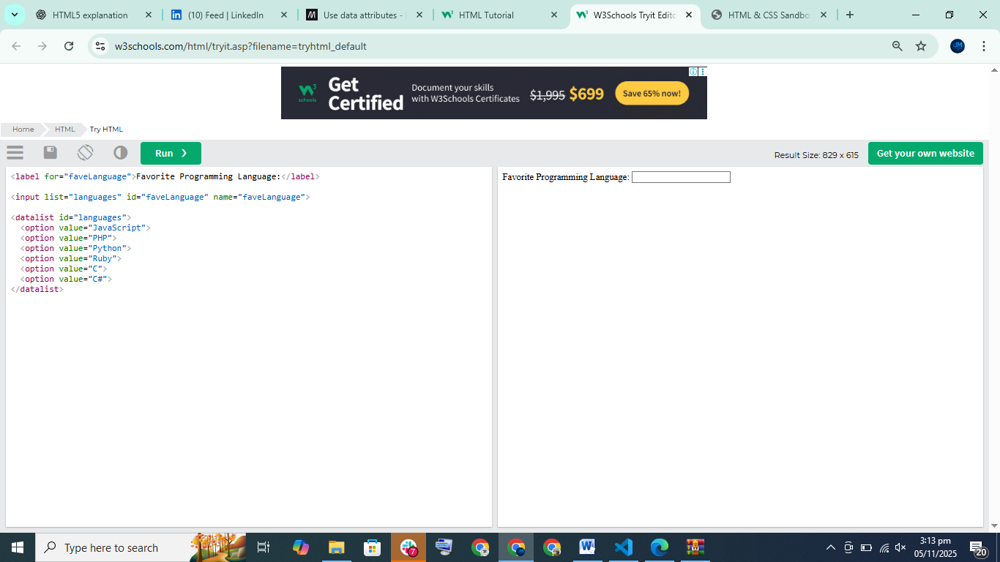 HTML5 explanation
(10) Feed | LinkedIn
Use data attributes -
HTML Tutorial
W3Schools Tryit Edito
HTML & CSS Sandbo
w3schools.com/html/tryit.asp?filename=tryhtml_default
JM
W3
schools
Get
Certified
Document your skills
with W3Schools Certificates
$1,995 $699
Save 65% now!
Home
HTML
Try HTML
Run ❯
Result Size: 829 x 615
Get your own website
<label for="faveLanguage">Favorite Programming Language:</label>
<input list="languages" id="faveLanguage" name="faveLanguage">
<datalist id="languages">
<option value="JavaScript">
<option value="PHP">
<option value="Python">
<option value="Ruby">
<option value="C">
<option value="C#">
</datalist>
Favorite Programming Language:
Type here to search
7
3:13 pm
05/11/2025
20